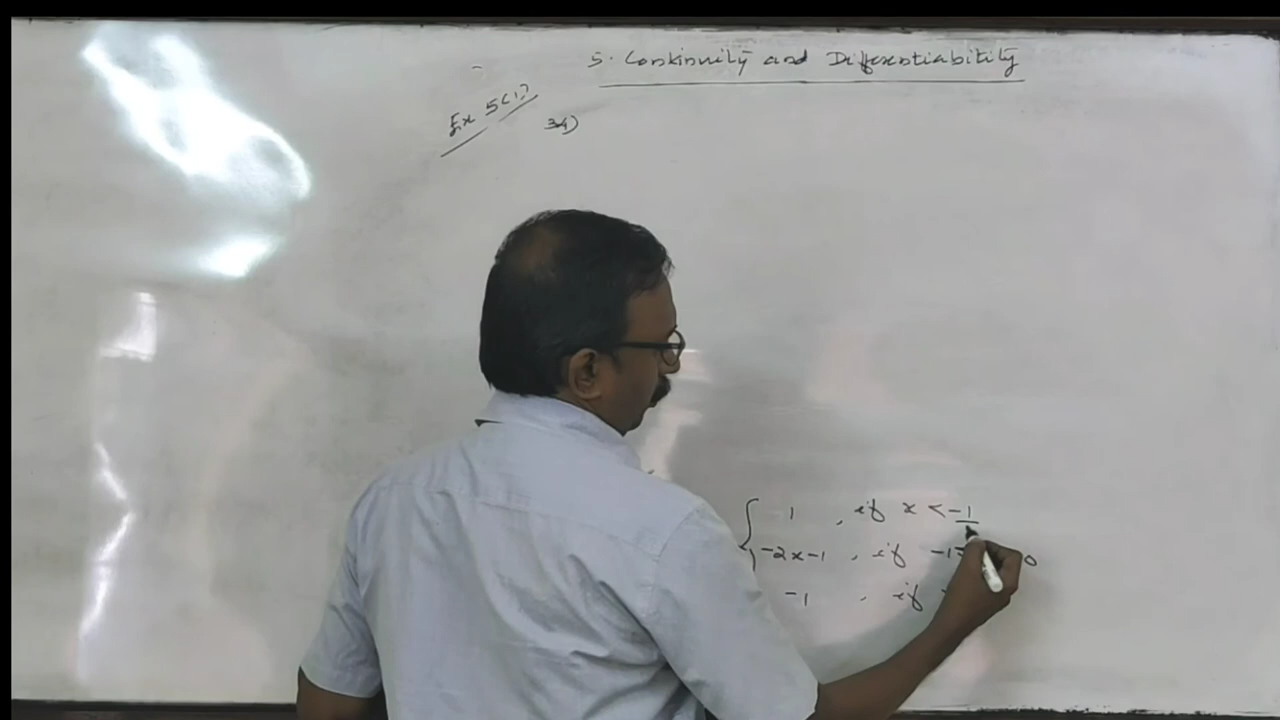 5. Continuity and Differentiability
Ex 5(1)
34)
{ 1 , if x < -1
-2x-1 , if -1 0
-1 , if